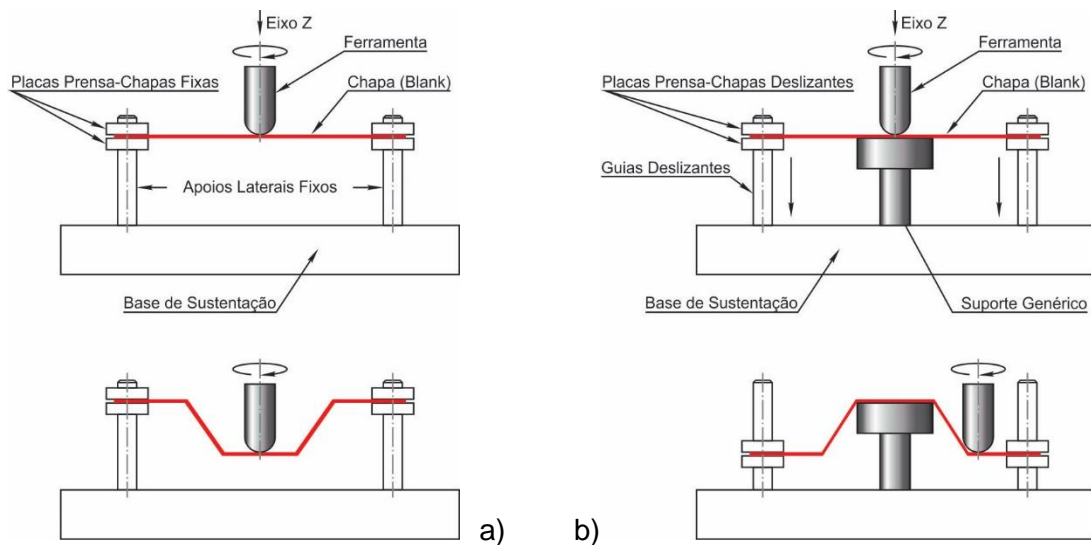 Eixo Z
Ferramenta
Placas Prensa-Chapas Fixas
Chapa (Blank)
Apoios Laterais Fixos
Base de Sustentação
a)
Eixo Z
Ferramenta
Placas Prensa-Chapas Deslizantes
Chapa (Blank)
Guias Deslizantes
Base de Sustentação
Suporte Genérico
b)